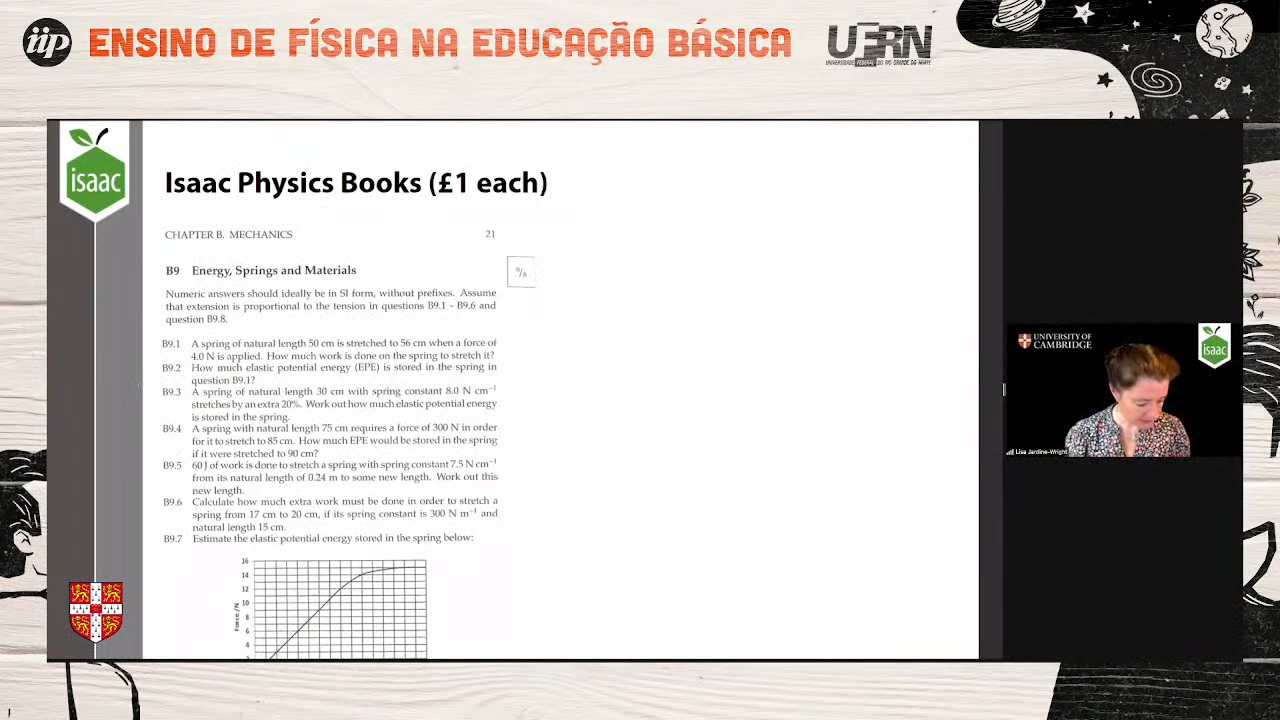 iip ENSINO DE FÍSICA NA EDUCAÇÃO BÁSICA UFRN
UNIVERSIDADE FEDERAL DO RIO GRANDE DO NORTE
isaac
Isaac Physics Books (£1 each)
CHAPTER B. MECHANICS 21
B9 Energy, Springs and Materials
6/8
Numeric answers should ideally be in SI form, without prefixes. Assume
that extension is proportional to the tension in questions B9.1 - B9.6 and
question B9.8.
B9.1 A spring of natural length 50 cm is stretched to 56 cm when a force of
4.0 N is applied. How much work is done on the spring to stretch it?
B9.2 How much elastic potential energy (EPE) is stored in the spring in
question B9.1?
B9.3 A spring of natural length 30 cm with spring constant 8.0 N cm⁻¹
stretches by an extra 20%. Work out how much elastic potential energy
is stored in the spring.
B9.4 A spring with natural length 75 cm requires a force of 300 N in order
for it to stretch to 85 cm. How much EPE would be stored in the spring
if it were stretched to 90 cm?
B9.5 60 J of work is done to stretch a spring with spring constant 7.5 N cm⁻¹
from its natural length of 0.24 m to some new length. Work out this
new length.
B9.6 Calculate how much extra work must be done in order to stretch a
spring from 17 cm to 20 cm, if its spring constant is 300 N m⁻¹ and
natural length 15 cm.
B9.7 Estimate the elastic potential energy stored in the spring below:
16
14
12
10
8
6
4
Force /N
UNIVERSITY OF
CAMBRIDGE
isaac
Lisa Jardine-Wright